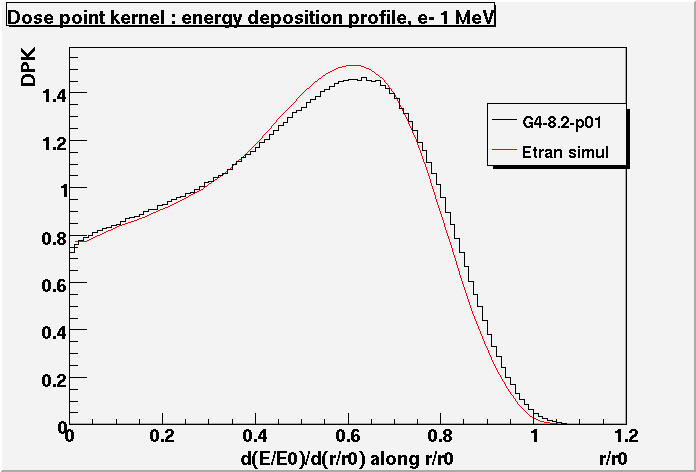 Dose point kernel : energy deposition profile, e- 1 MeV
DPK
1.4
1.2
1
0.8
0.6
0.4
0.2
0
G4-8.2-p01
Etran simul
0 0.2 0.4 0.6 0.8 1 1.2
d(E/E0)/d(r/r0) along r/r0 r/r0